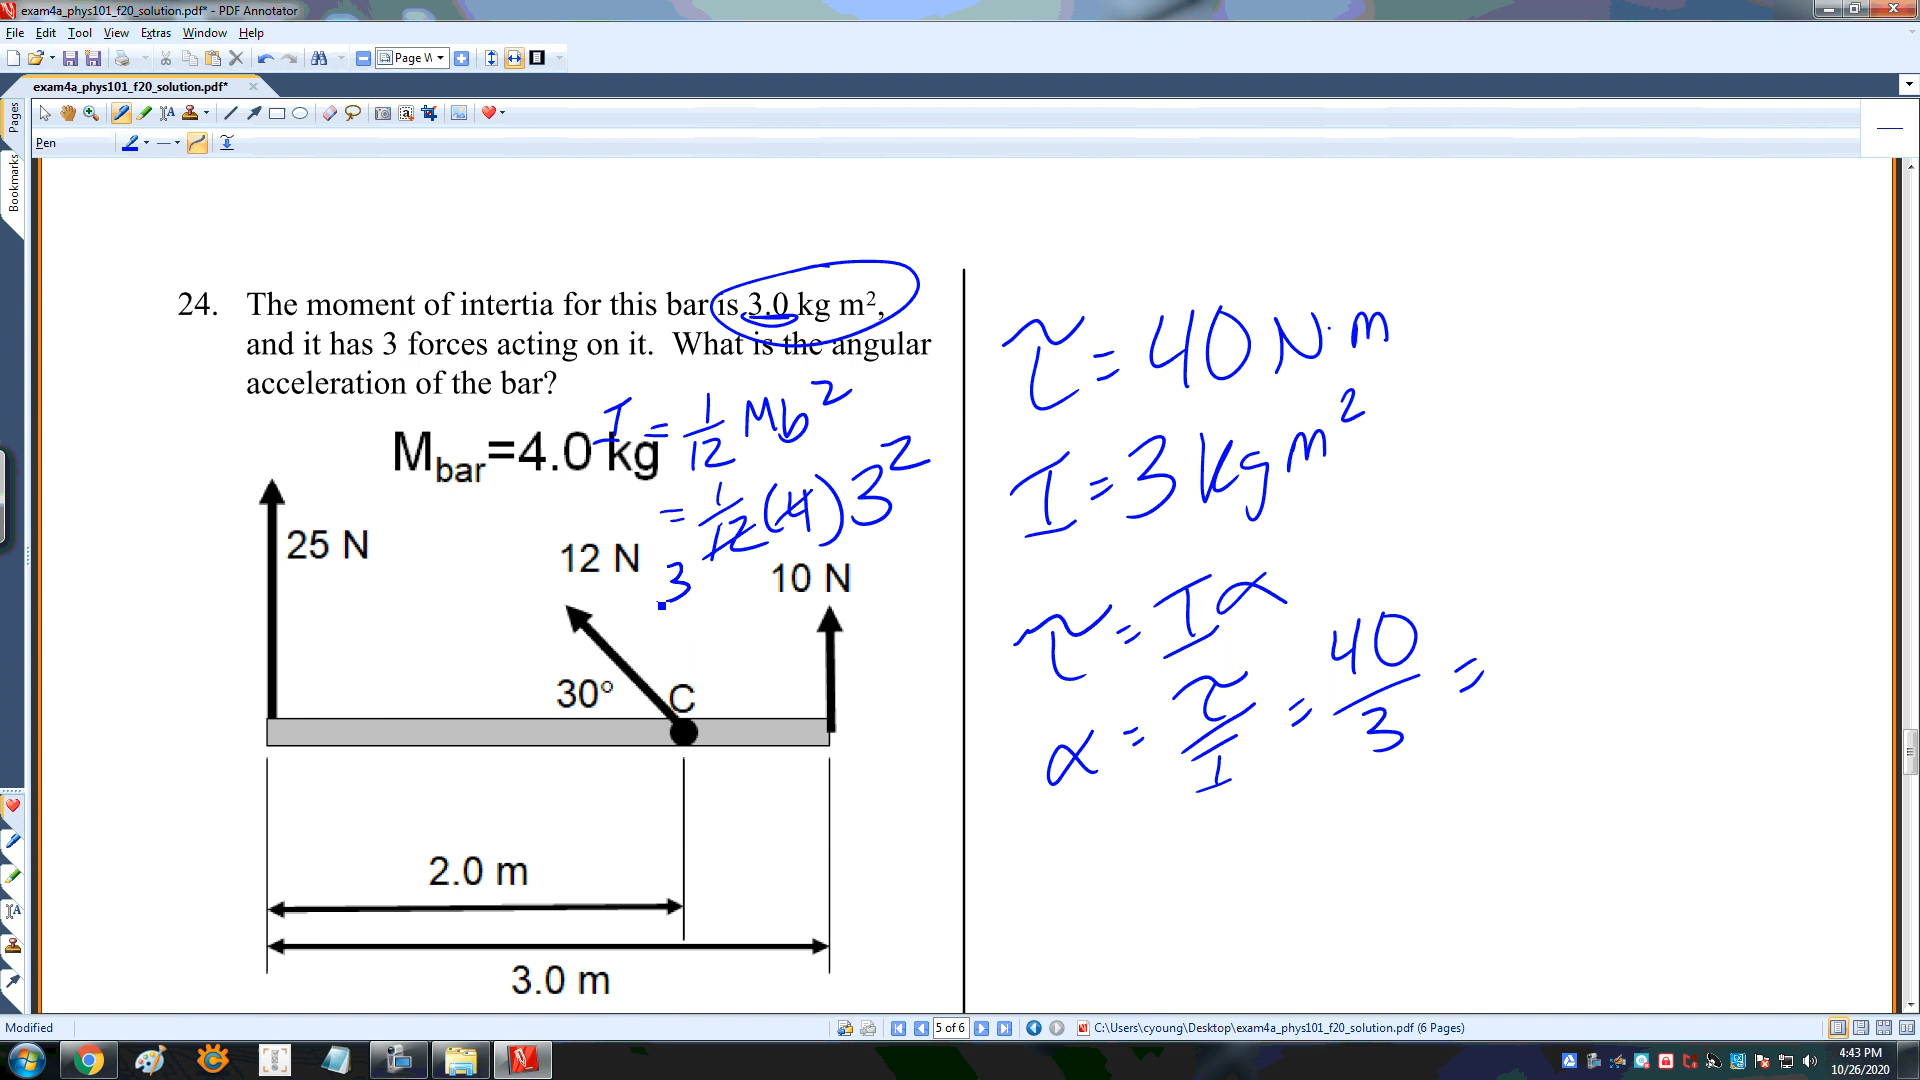 exam4a_phys101_f20_solution.pdf* - PDF Annotator
File Edit Tool View Extras Window Help
Page W
exam4a_phys101_f20_solution.pdf*
Pages
Bookmarks
Pen
24. The moment of intertia for this bar is 3.0 kg m²,
and it has 3 forces acting on it. What is the angular
acceleration of the bar?
I = 1/12 Mb²
M_bar=4.0 kg
= 1/12 (4) 3²
3
25 N
12 N
10 N
30°
C
2.0 m
3.0 m
τ = 40 N·m
I = 3 kg m²
τ = Iα
α = τ/I = 40/3 =
Modified
5 of 6
C:\Users\cyoung\Desktop\exam4a_phys101_f20_solution.pdf (6 Pages)
4:43 PM
10/26/2020